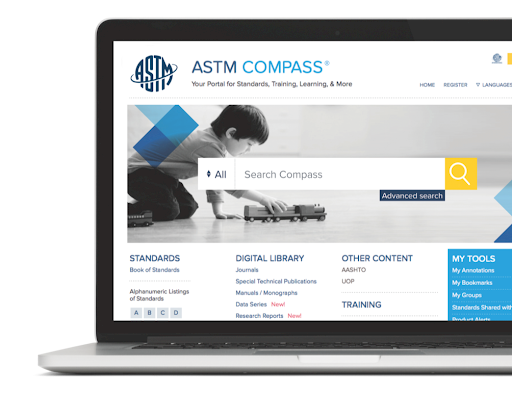 ASTM
ASTM COMPASS®
Your Portal for Standards, Training, Learning, & More
HOME REGISTER ▽ LANGUAGES
All
Search Compass
Advanced search
STANDARDS
Book of Standards
Alphanumeric Listings
of Standards
A B C D
DIGITAL LIBRARY
Journals
Special Technical Publications
Manuals / Monographs
Data Series New!
Research Reports New!
OTHER CONTENT
AASHTO
UOP
TRAINING
MY TOOLS
My Annotations
My Bookmarks
My Groups
Standards Shared with
Product Alerts